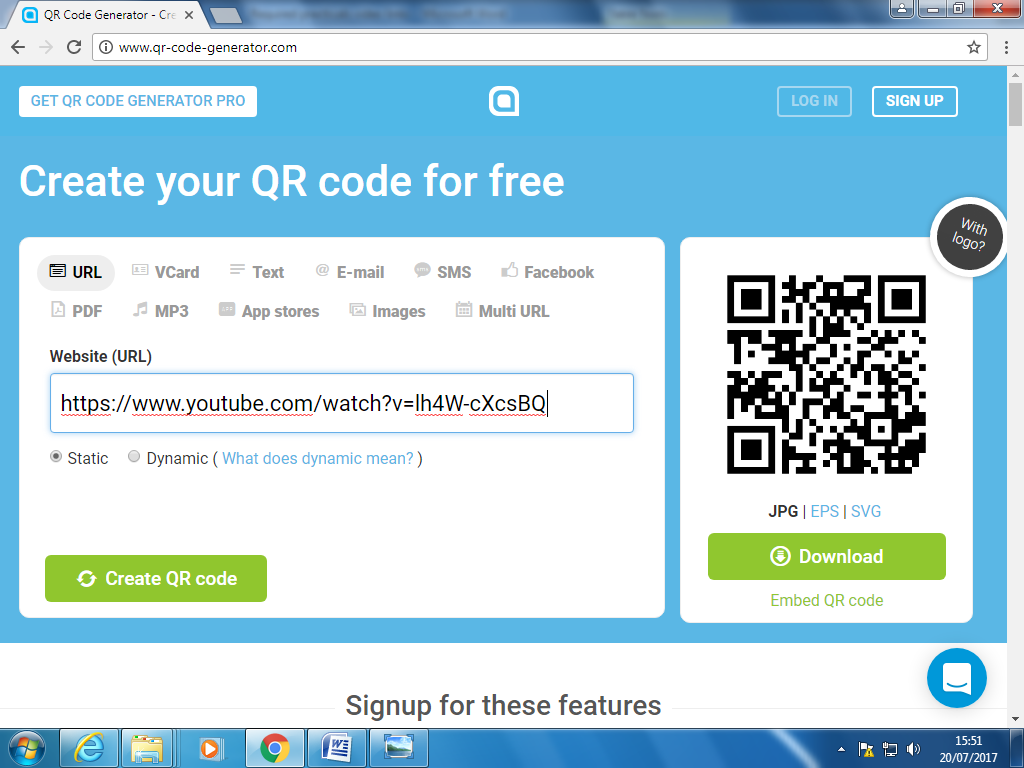 QR Code Generator - Cre
www.qr-code-generator.com
GET QR CODE GENERATOR PRO
LOG IN
SIGN UP
Create your QR code for free
With
logo?
URL VCard Text E-mail SMS Facebook
PDF MP3 App stores Images Multi URL
Website (URL)
https://www.youtube.com/watch?v=lh4W-cXcsBQ
Static Dynamic ( What does dynamic mean? )
Create QR code
JPG | EPS | SVG
Download
Embed QR code
Signup for these features
15:51
20/07/2017